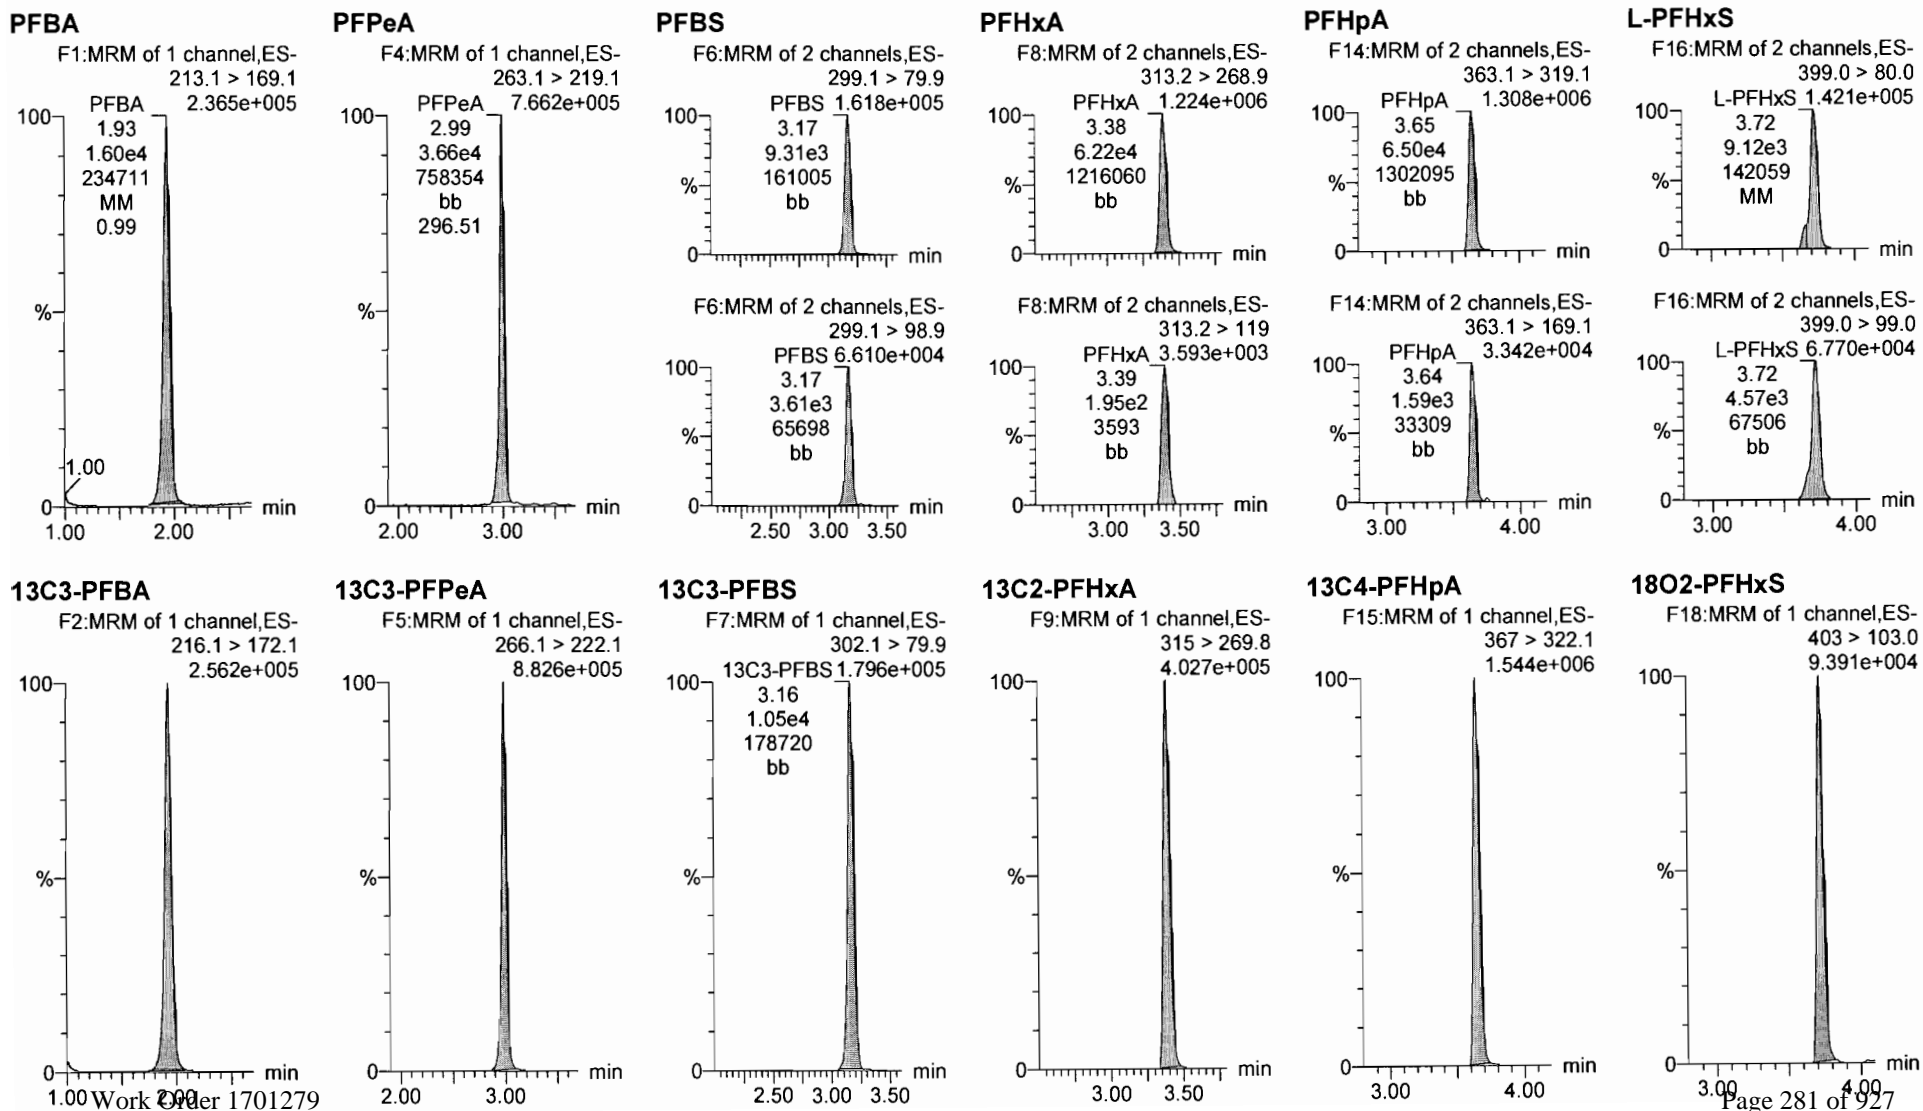 PFBA
F1:MRM of 1 channel,ES-
213.1 > 169.1
2.365e+005
PFBA
1.93
1.60e4
234711
MM
0.99
100
%
0
1.00
min
1.00 2.00
PFPeA
F4:MRM of 1 channel,ES-
263.1 > 219.1
7.662e+005
PFPeA
2.99
3.66e4
758354
bb
296.51
100
%
0
min
2.00 3.00
PFBS
F6:MRM of 2 channels,ES-
299.1 > 79.9
PFBS 1.618e+005
3.17
9.31e3
161005
bb
100
%
0
min
F6:MRM of 2 channels,ES-
299.1 > 98.9
PFBS 6.610e+004
3.17
3.61e3
65698
bb
100
%
0
min
2.50 3.00 3.50
PFHxA
F8:MRM of 2 channels,ES-
313.2 > 268.9
PFHxA 1.224e+006
3.38
6.22e4
1216060
bb
100
%
0
min
F8:MRM of 2 channels,ES-
313.2 > 119
PFHxA 3.593e+003
3.39
1.95e2
3593
bb
100
%
0
min
3.00 3.50
PFHpA
F14:MRM of 2 channels,ES-
363.1 > 319.1
PFHpA 1.308e+006
3.65
6.50e4
1302095
bb
100
%
0
min
F14:MRM of 2 channels,ES-
363.1 > 169.1
PFHpA 3.342e+004
3.64
1.59e3
33309
bb
100
%
0
min
3.00 4.00
L-PFHxS
F16:MRM of 2 channels,ES-
399.0 > 80.0
L-PFHxS 1.421e+005
3.72
9.12e3
142059
MM
100
%
0
min
F16:MRM of 2 channels,ES-
399.0 > 99.0
L-PFHxS 6.770e+004
3.72
4.57e3
67506
bb
100
%
0
min
3.00 4.00
13C3-PFBA
F2:MRM of 1 channel,ES-
216.1 > 172.1
2.562e+005
100
%
0
min
1.00 2.00
13C3-PFPeA
F5:MRM of 1 channel,ES-
266.1 > 222.1
8.826e+005
100
%
0
min
2.00 3.00
13C3-PFBS
F7:MRM of 1 channel,ES-
302.1 > 79.9
13C3-PFBS 1.796e+005
3.16
1.05e4
178720
bb
100
%
0
min
2.50 3.00 3.50
13C2-PFHxA
F9:MRM of 1 channel,ES-
315 > 269.8
4.027e+005
100
%
0
min
3.00 3.50
13C4-PFHpA
F15:MRM of 1 channel,ES-
367 > 322.1
1.544e+006
100
%
0
min
3.00 4.00
18O2-PFHxS
F18:MRM of 1 channel,ES-
403 > 103.0
9.391e+004
100
%
0
min
3.00 4.00
Work Order 1701279
Page 281 of 927